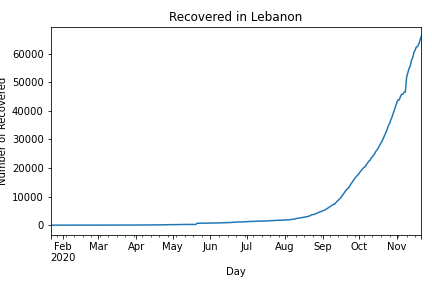 Recovered in Lebanon
Number of Recovered
60000
50000
40000
30000
20000
10000
0
Feb Mar Apr May Jun Jul Aug Sep Oct Nov
2020
Day